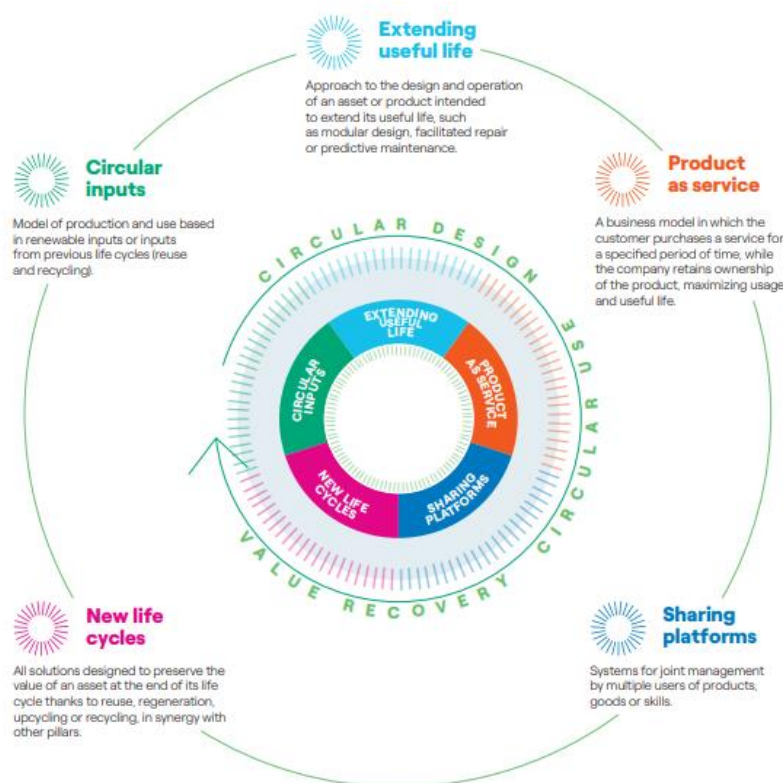 Extending
useful life
Approach to the design and operation
of an asset or product intended
to extend its useful life, such
as modular design, facilitated repair
or predictive maintenance.
Circular
inputs
Model of production and use based
in renewable inputs or inputs
from previous life cycles (reuse
and recycling).
Product
as service
A business model in which the
customer purchases a service for
a specified period of time, while
the company retains ownership
of the product, maximizing usage
and useful life.
CIRCULAR DESIGN
CIRCULAR USE
VALUE RECOVERY
EXTENDING
USEFUL
LIFE
CIRCULAR
INPUTS
PRODUCT
AS SERVICE
NEW LIFE
CYCLES
SHARING
PLATFORMS
New life
cycles
All solutions designed to preserve the
value of an asset at the end of its life
cycle thanks to reuse, regeneration,
upcycling or recycling, in synergy with
other pillars.
Sharing
platforms
Systems for joint management
by multiple users of products,
goods or skills.